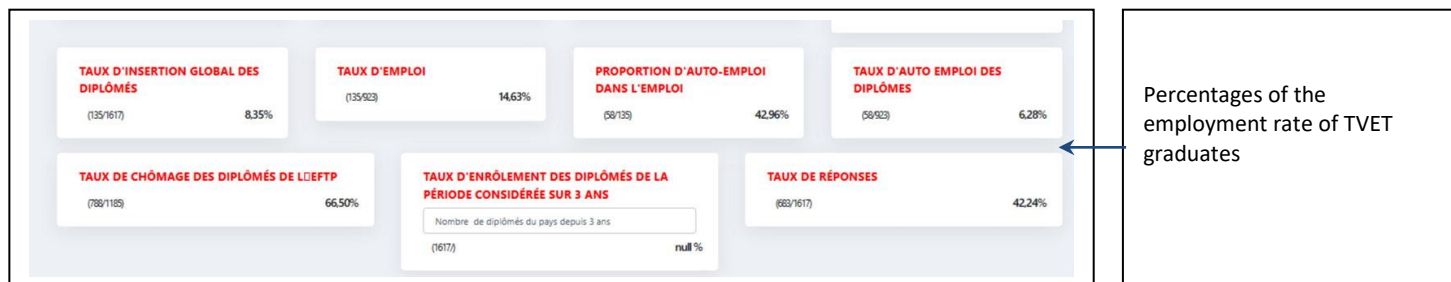 TAUX D'INSERTION GLOBAL DES
DIPLÔMÉS
(135/1617) 8,35%
TAUX D'EMPLOI
(135/923) 14,63%
PROPORTION D'AUTO-EMPLOI
DANS L'EMPLOI
(58/135) 42,96%
TAUX D'AUTO EMPLOI DES
DIPLÔMES
(58/923) 6,28%
TAUX DE CHÔMAGE DES DIPLÔMÉS DE L▯EFTP
(788/1185) 66,50%
TAUX D'ENRÔLEMENT DES DIPLÔMÉS DE LA
PÉRIODE CONSIDÉRÉE SUR 3 ANS
Nombre de diplômés du pays depuis 3 ans
(1617/) null %
TAUX DE RÉPONSES
(683/1617) 42,24%
Percentages of the
employment rate of TVET
graduates